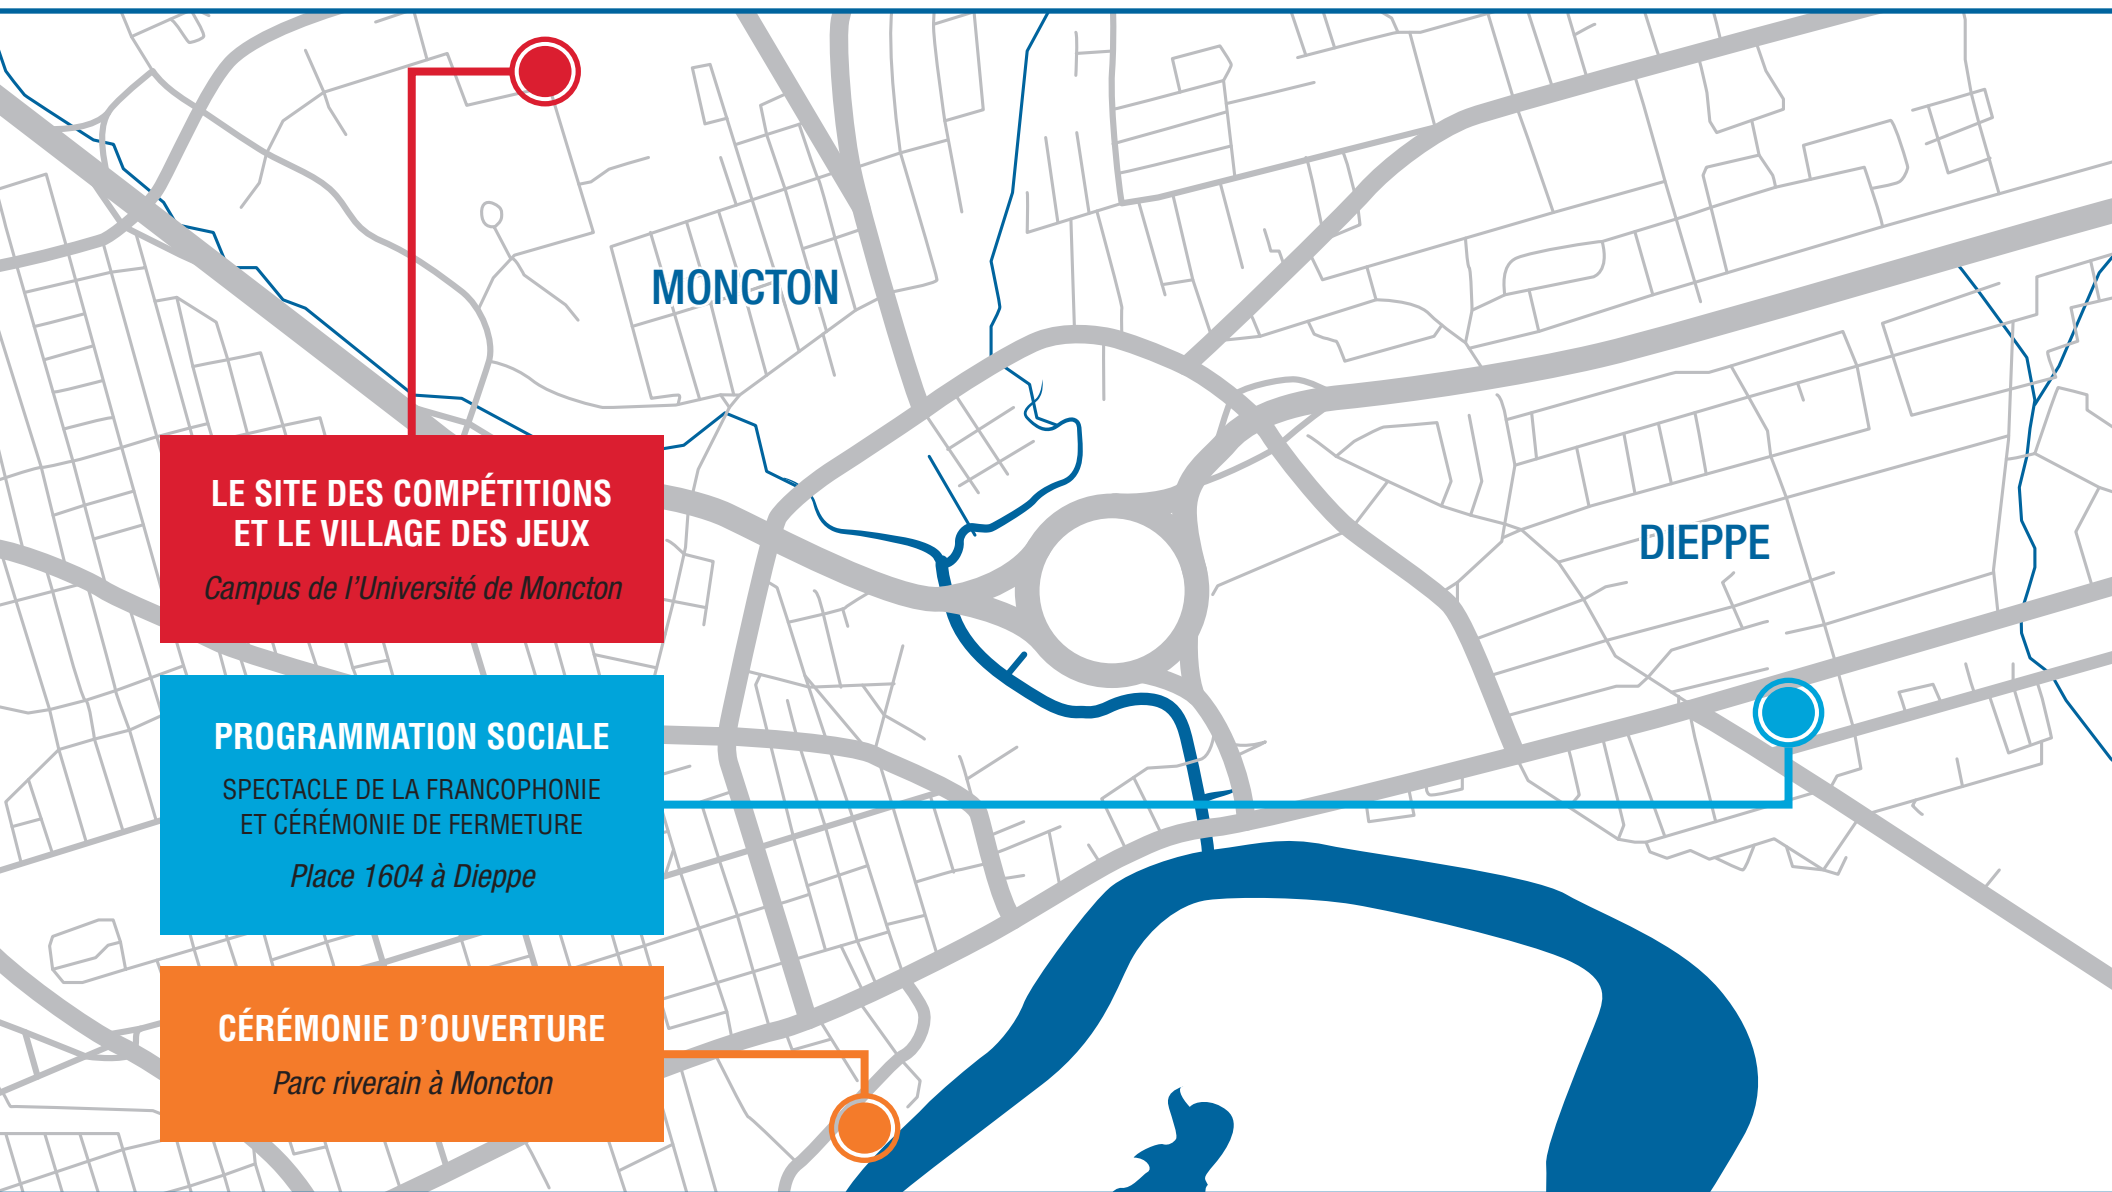 MONCTON
LE SITE DES COMPÉTITIONS
ET LE VILLAGE DES JEUX
Campus de l’Université de Moncton
DIEPPE
PROGRAMMATION SOCIALE
SPECTACLE DE LA FRANCOPHONIE
ET CÉRÉMONIE DE FERMETURE
Place 1604 à Dieppe
CÉRÉMONIE D’OUVERTURE
Parc riverain à Moncton